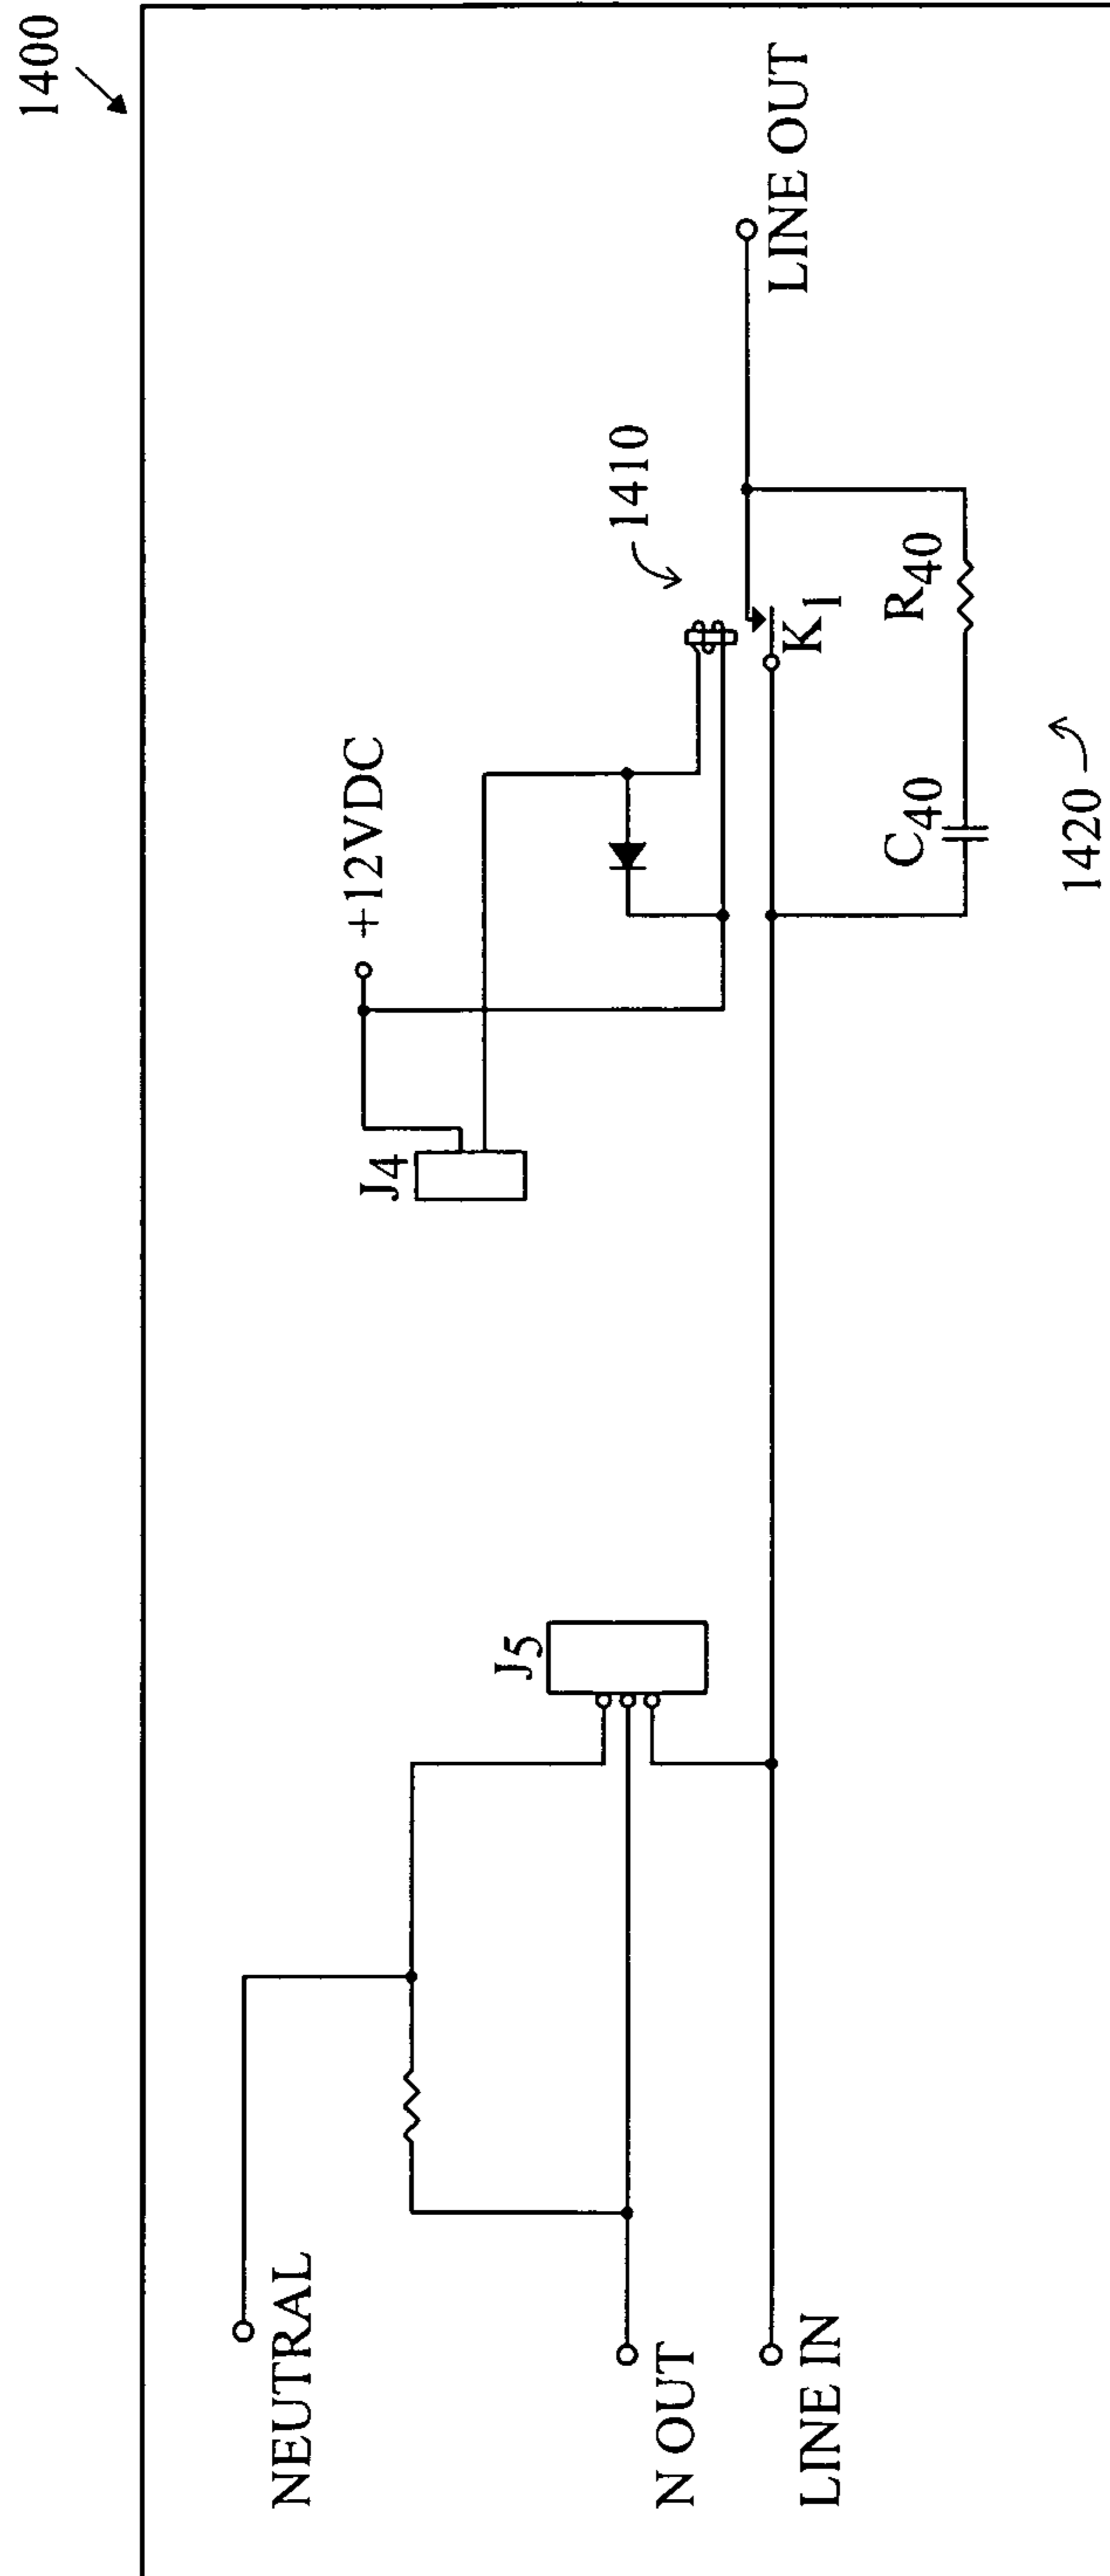 1400
NEUTRAL
N OUT
LINE IN
J5
J4
+12VDC
1410
K1
LINE OUT
C40
R40
1420